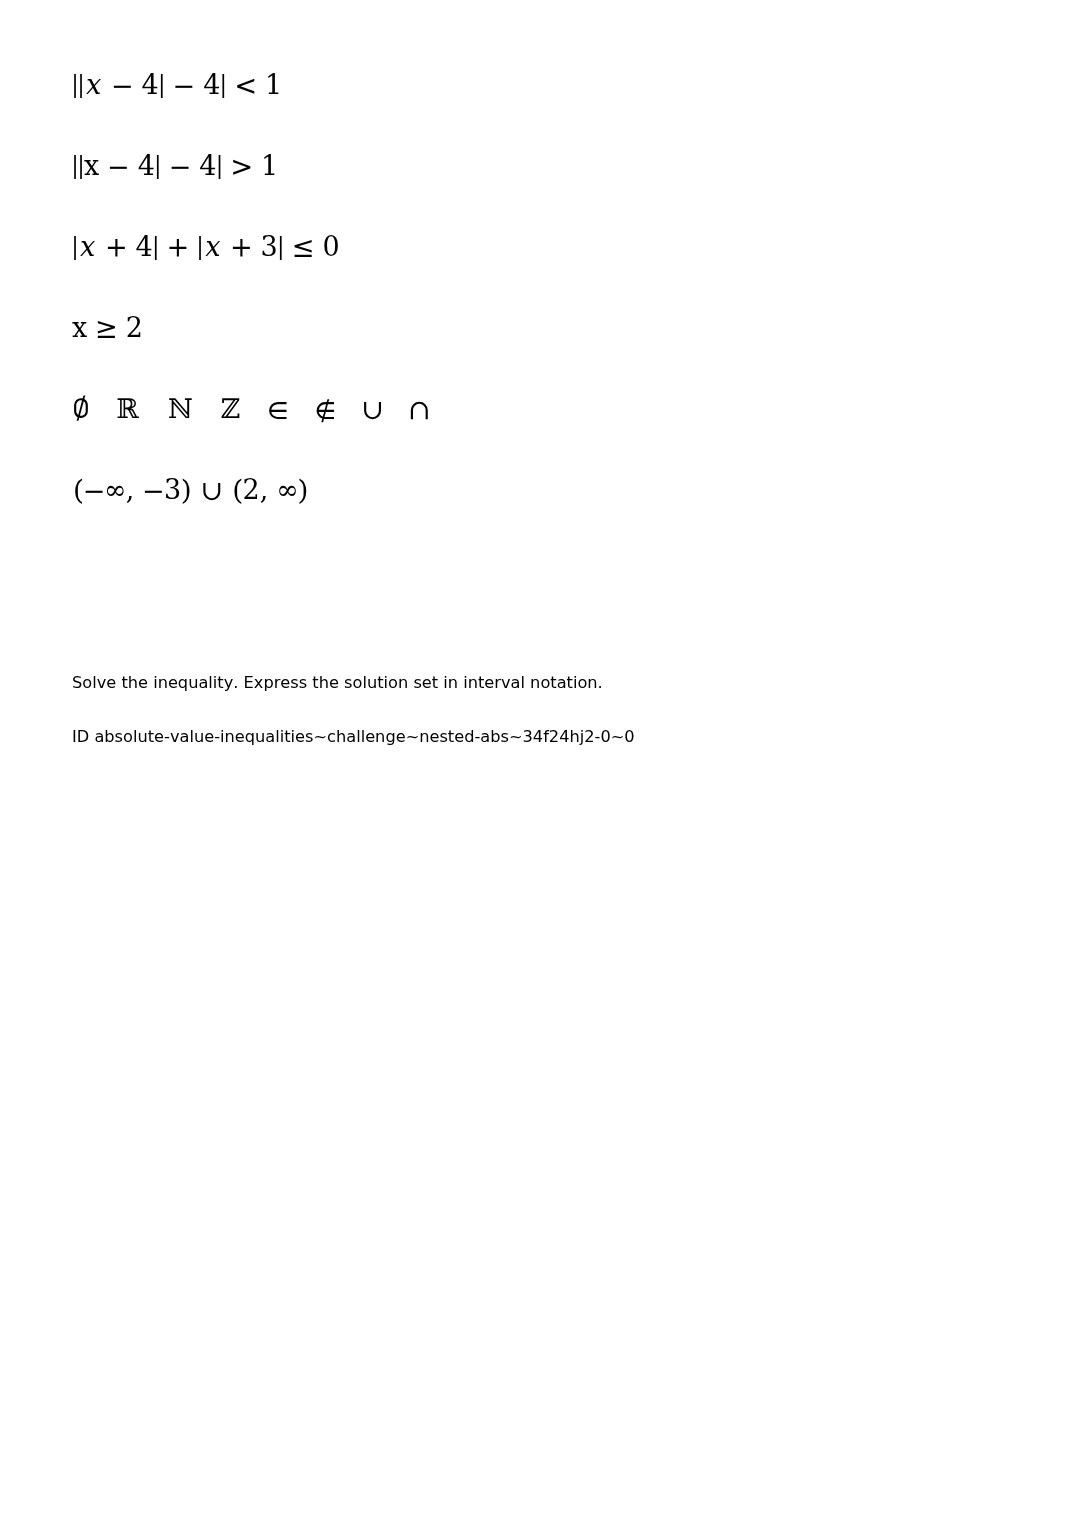 ||x − 4| − 4| < 1
||x − 4| − 4| > 1
|x + 4| + |x + 3| ≤ 0
x ≥ 2
∅ ℝ ℕ ℤ ∈ ∉ ∪ ∩
(−∞, −3) ∪ (2, ∞)
Solve the inequality. Express the solution set in interval notation.
ID absolute-value-inequalities~challenge~nested-abs~34f24hj2-0~0